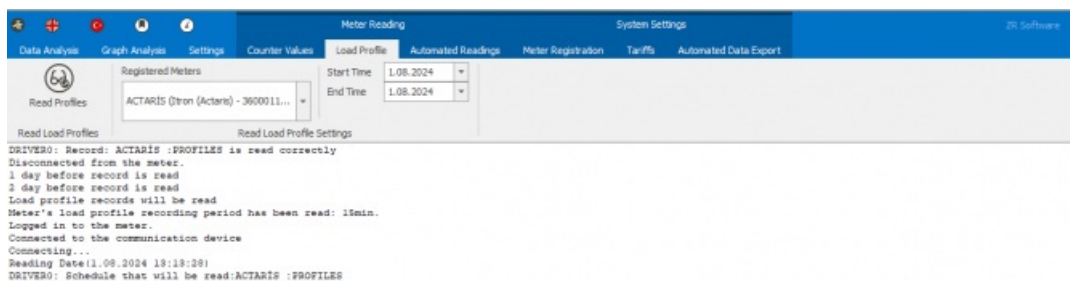 Meter Reading
System Settings
ZR Software
Data Analysis Graph Analysis Settings Counter Values Load Profile Automated Readings Meter Registration Tariffs Automated Data Export
Read Profiles
Read Load Profiles
Registered Meters
ACTARİS (Itron (Actaris) - 3600011...
Start Time 1.08.2024
End Time 1.08.2024
Read Load Profile Settings
DRIVER0: Record: ACTARİS :PROFILES is read correctly
Disconnected from the meter.
1 day before record is read
2 day before record is read
Load profile records will be read
Meter's load profile recording period has been read: 15min.
Logged in to the meter.
Connected to the communication device
Connecting...
Reading Date(1.08.2024 13:13:28)
DRIVER0: Schedule that will be read:ACTARİS :PROFILES